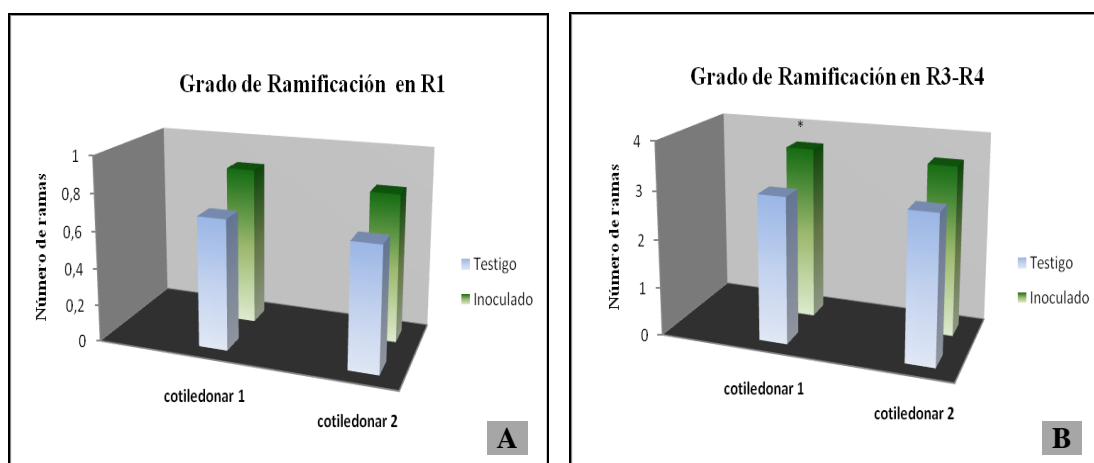 Grado de Ramificación en R1
Número de ramas
1
0,8
0,6
0,4
0,2
0
cotiledonar 1
cotiledonar 2
Testigo
Inoculado
A
Grado de Ramificación en R3-R4
*
Número de ramas
4
3
2
1
0
cotiledonar 1
cotiledonar 2
Testigo
Inoculado
B